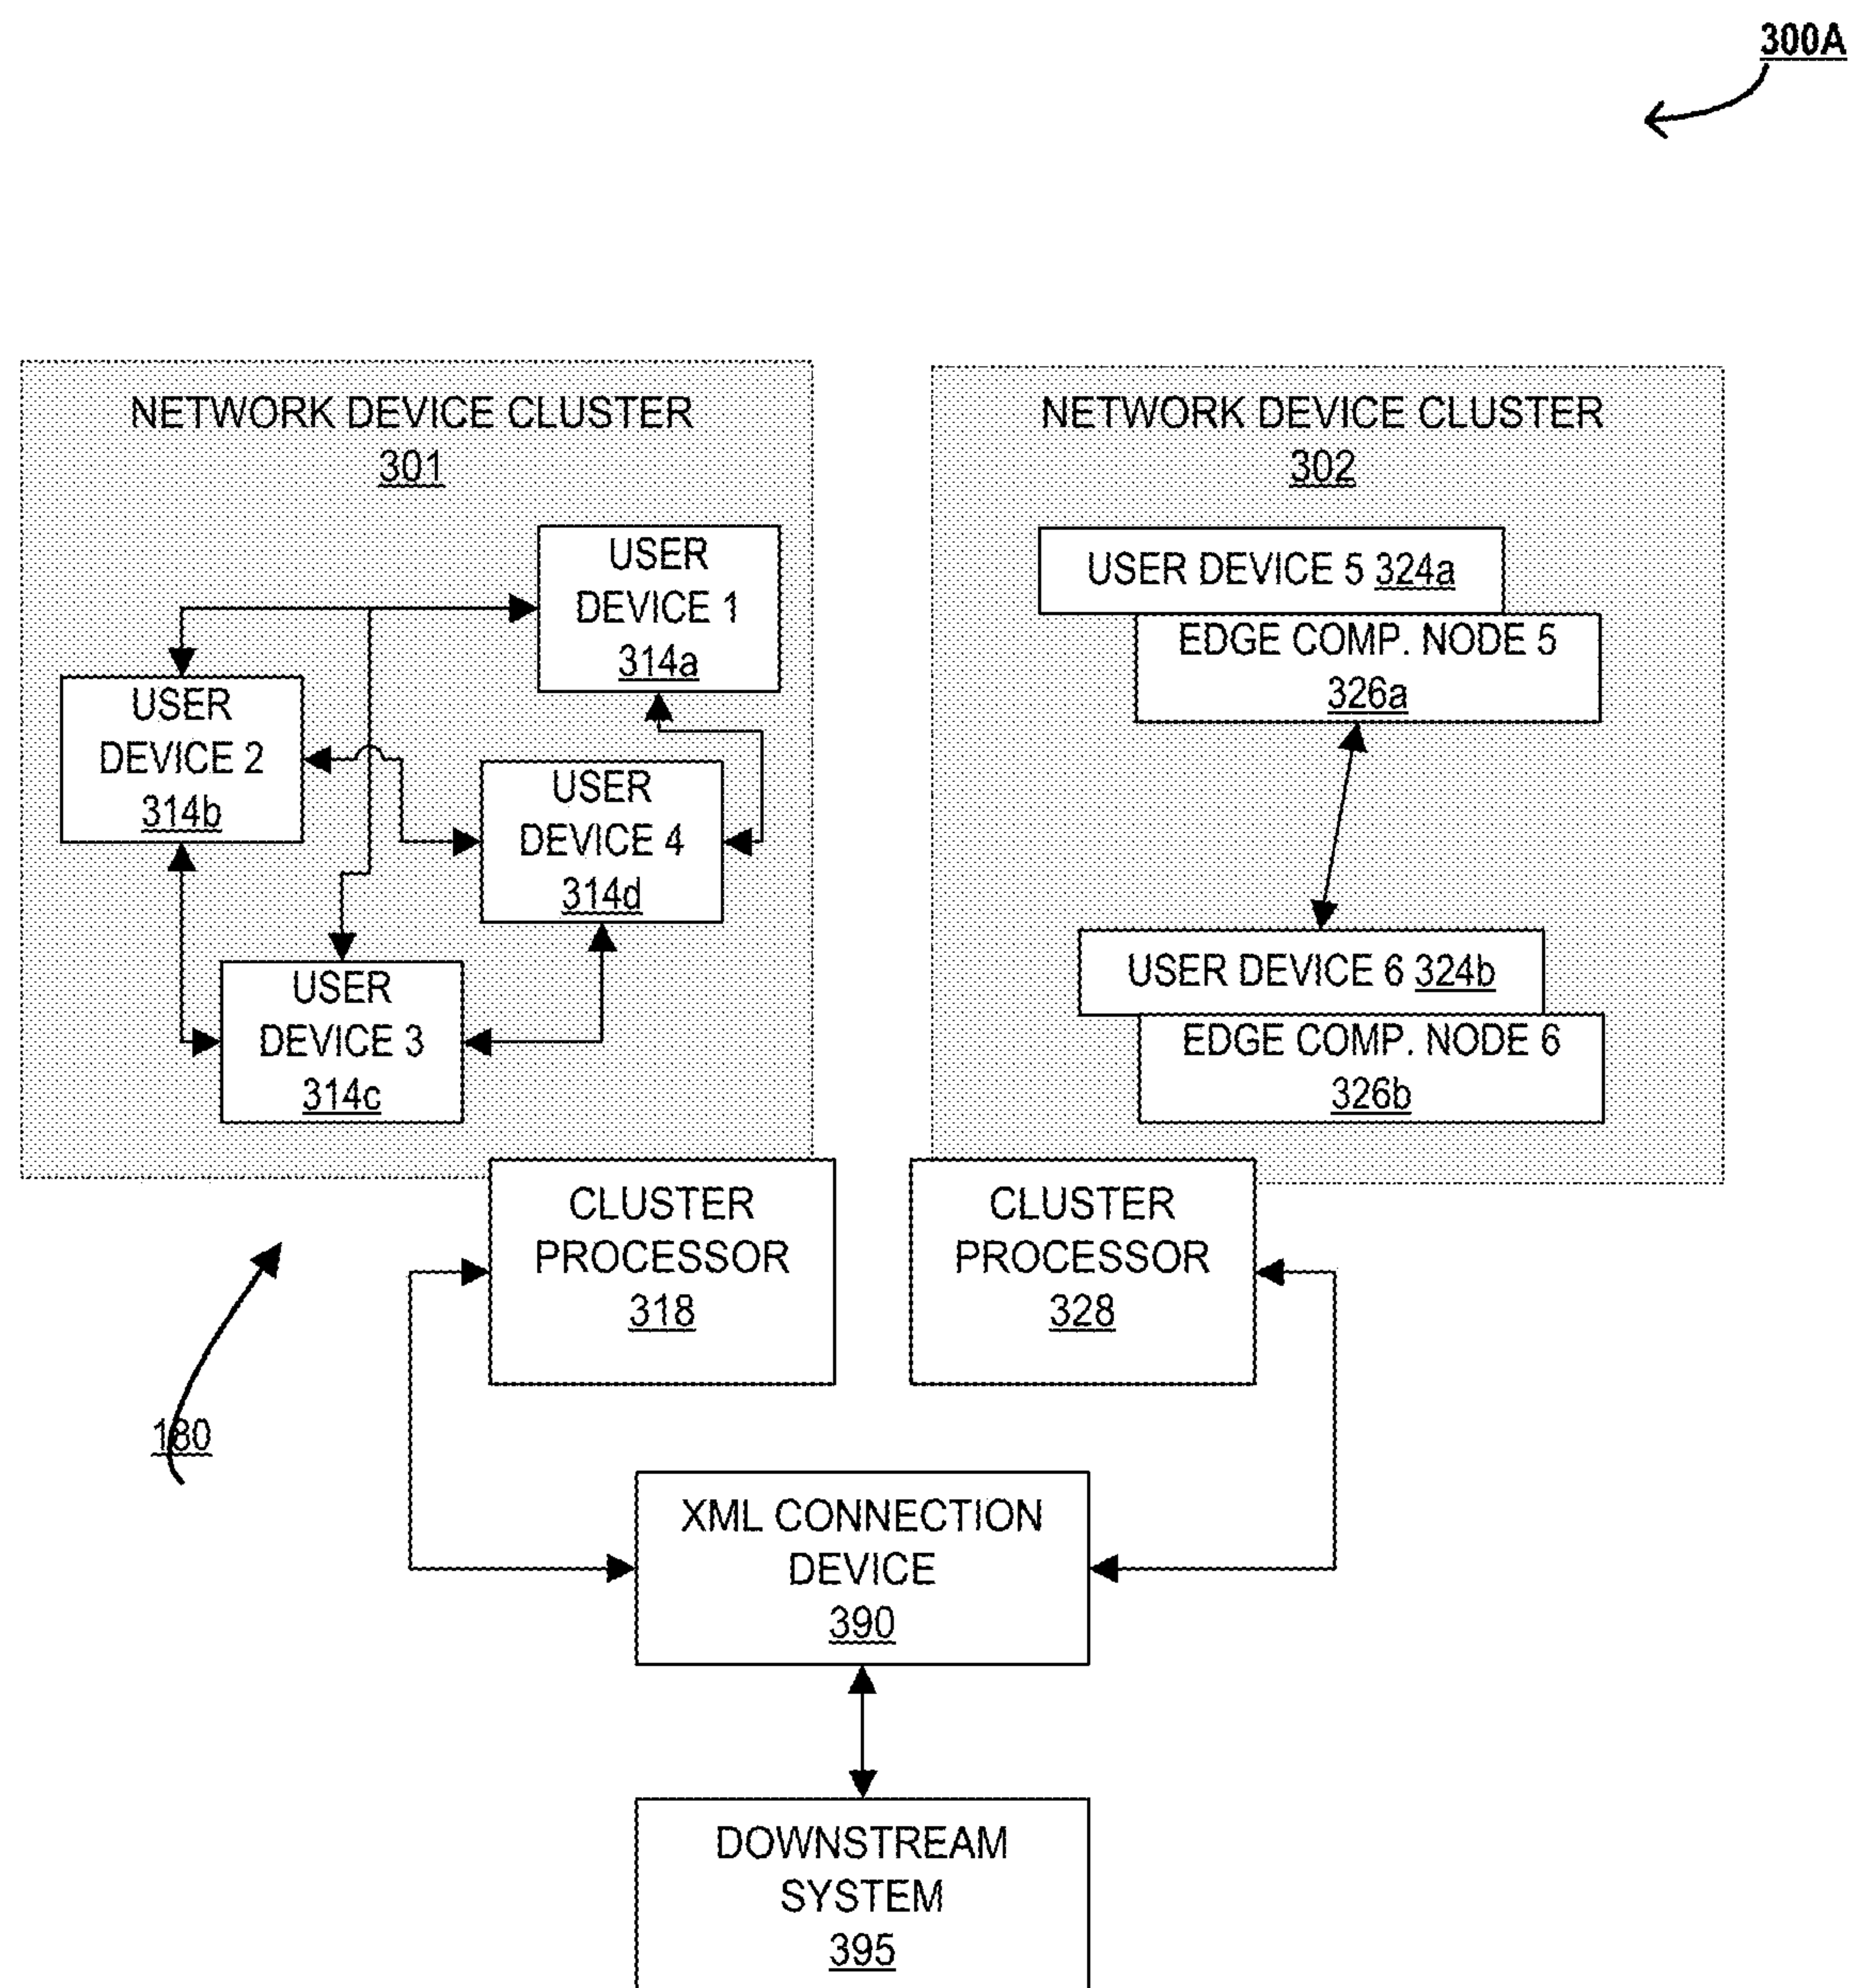 300A
NETWORK DEVICE CLUSTER
301
USER
DEVICE 1
314a
USER
DEVICE 2
314b
USER
DEVICE 4
314d
USER
DEVICE 3
314c
NETWORK DEVICE CLUSTER
302
USER DEVICE 5 324a
EDGE COMP. NODE 5
326a
USER DEVICE 6 324b
EDGE COMP. NODE 6
326b
CLUSTER
PROCESSOR
318
CLUSTER
PROCESSOR
328
180
XML CONNECTION
DEVICE
390
DOWNSTREAM
SYSTEM
395